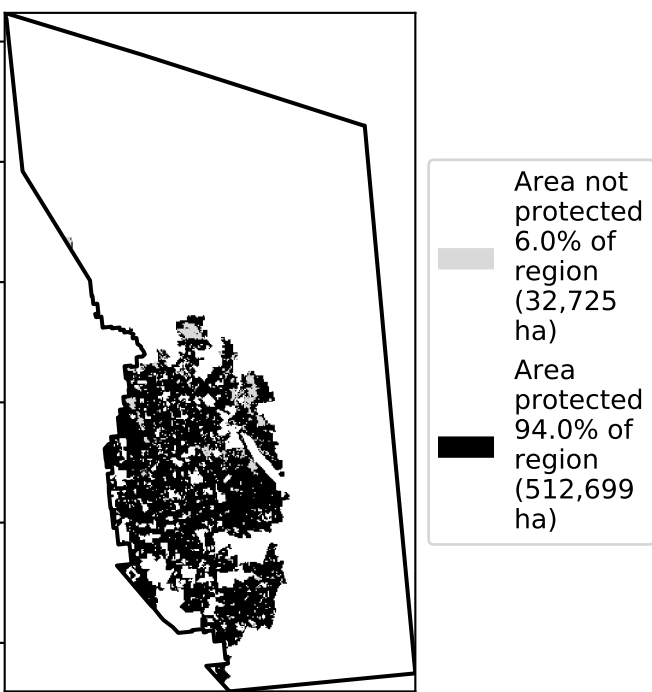 Area not
protected
6.0% of
region
(32,725
ha)
Area
protected
94.0% of
region
(512,699
ha)